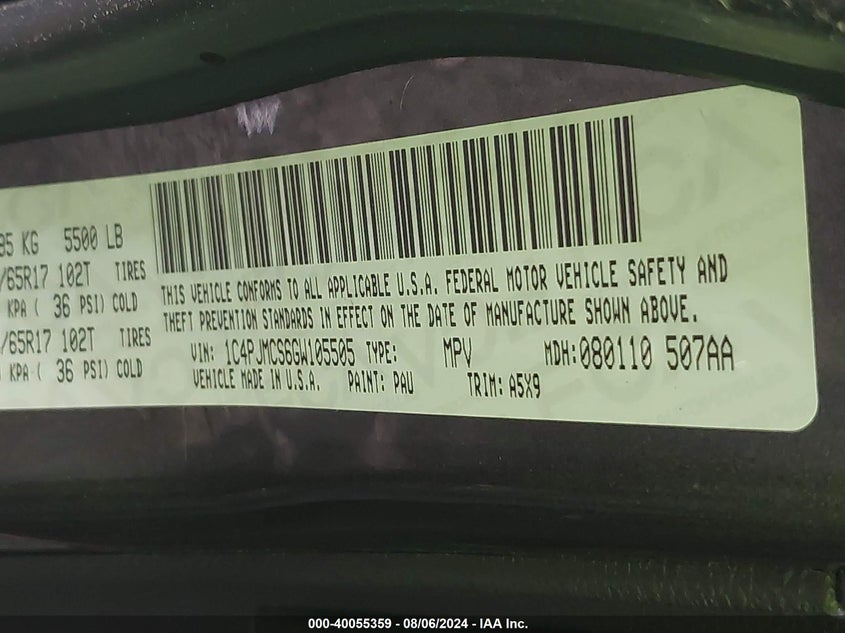 95 KG 5500 LB
/65R17 102T TIRES
KPA ( 36 PSI) COLD
/65R17 102T TIRES
KPA ( 36 PSI) COLD
THIS VEHICLE CONFORMS TO ALL APPLICABLE U.S.A. FEDERAL MOTOR VEHICLE SAFETY AND
THEFT PREVENTION STANDARDS IN EFFECT ON THE DATE OF MANUFACTURE SHOWN ABOVE.
VIN: 1C4PJMCS6GW105505 TYPE: MPV MDH: 080110 507AA
VEHICLE MADE IN U.S.A. PAINT: PAU TRIM: A5X9
000-40055359 - 08/06/2024 - IAA Inc.